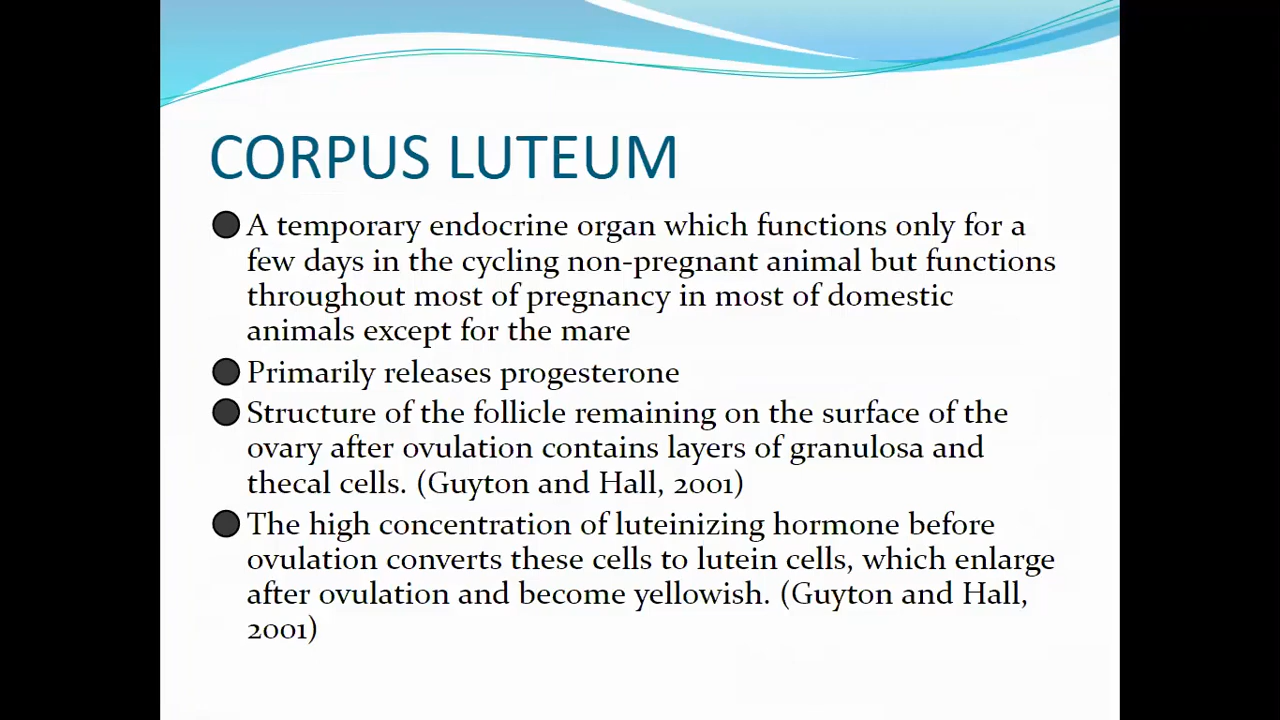 CORPUS LUTEUM
A temporary endocrine organ which functions only for a
few days in the cycling non-pregnant animal but functions
throughout most of pregnancy in most of domestic
animals except for the mare
Primarily releases progesterone
Structure of the follicle remaining on the surface of the
ovary after ovulation contains layers of granulosa and
thecal cells. (Guyton and Hall, 2001)
The high concentration of luteinizing hormone before
ovulation converts these cells to lutein cells, which enlarge
after ovulation and become yellowish. (Guyton and Hall,
2001)